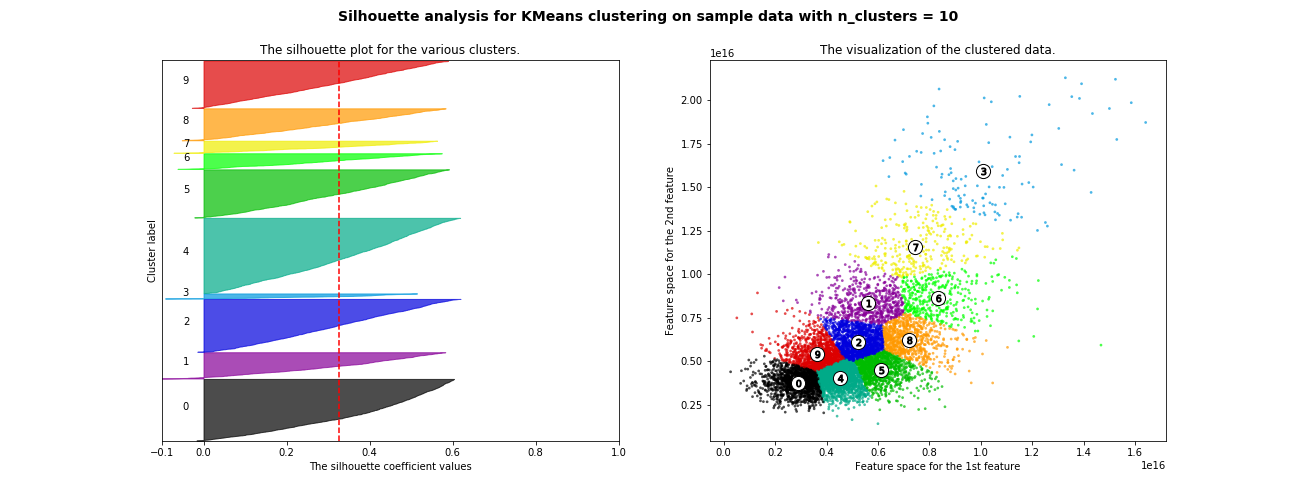 Silhouette analysis for KMeans clustering on sample data with n_clusters = 10
The silhouette plot for the various clusters.
9
8
7
6
5
4
3
2
1
0
Cluster label
−0.1 0.0 0.2 0.4 0.6 0.8 1.0
The silhouette coefficient values
The visualization of the clustered data.
1e16
2.00
1.75
1.50
1.25
1.00
0.75
0.50
0.25
Feature space for the 2nd feature
3
7
6
1
2
8
9
5
4
0
0.0 0.2 0.4 0.6 0.8 1.0 1.2 1.4 1.6
1e16
Feature space for the 1st feature